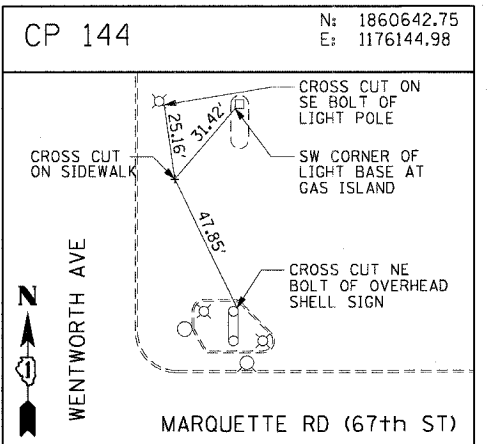 CP 144
N: 1860642.75
E: 1176144.98
CROSS CUT ON
SE BOLT OF
LIGHT POLE
25.16'
31.42'
CROSS CUT
ON SIDEWALK
SW CORNER OF
LIGHT BASE AT
GAS ISLAND
47.85'
CROSS CUT NE
BOLT OF OVERHEAD
SHELL SIGN
N
1
WENTWORTH AVE
MARQUETTE RD (67th ST)